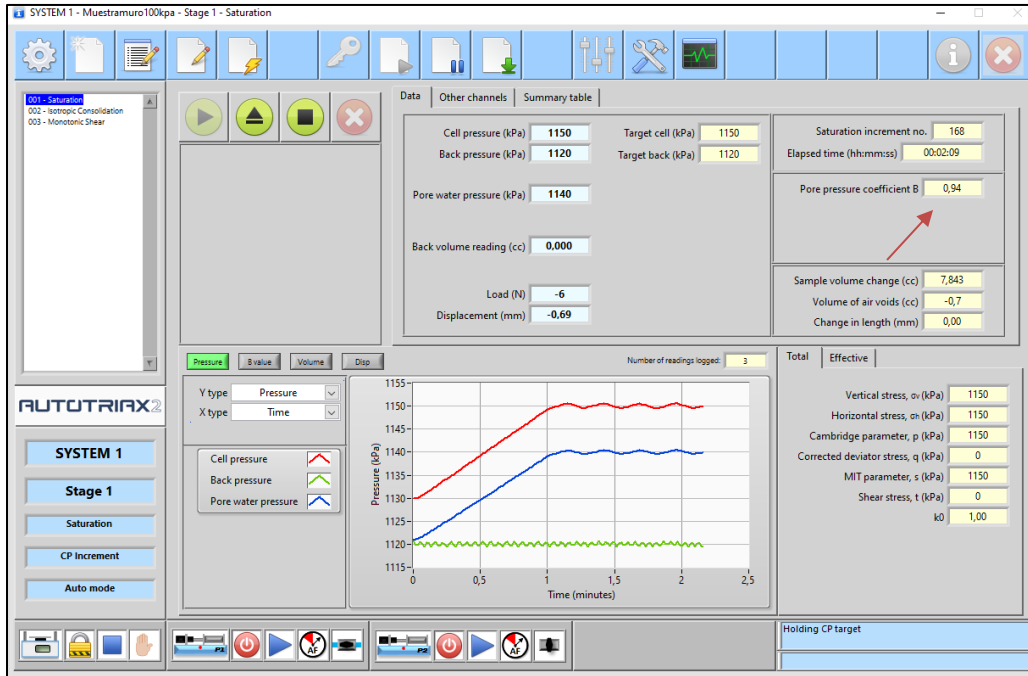 SYSTEM 1 - Muestramuro100kpa - Stage 1 - Saturation
001 - Saturation
002 - Isotropic Consolidation
003 - Monotonic Shear
Data
Other channels
Summary table
Cell pressure (kPa) 1150
Target cell (kPa) 1150
Back pressure (kPa) 1120
Target back (kPa) 1120
Pore water pressure (kPa) 1140
Back volume reading (cc) 0,000
Load (N) -6
Displacement (mm) -0,69
Saturation increment no. 168
Elapsed time (hh:mm:ss) 00:02:09
Pore pressure coefficient B 0,94
Sample volume change (cc) 7,843
Volume of air voids (cc) -0,7
Change in length (mm) 0,00
Pressure
B value
Volume
Disp
Number of readings logged: 3
Y type Pressure
X type Time
Cell pressure
Back pressure
Pore water pressure
Pressure (kPa)
1155
1150
1145
1140
1135
1130
1125
1120
1115
0 0,5 1 1,5 2 2,5
Time (minutes)
Total
Effective
Vertical stress, σv (kPa) 1150
Horizontal stress, σh (kPa) 1150
Cambridge parameter, p (kPa) 1150
Corrected deviator stress, q (kPa) 0
MIT parameter, s (kPa) 1150
Shear stress, t (kPa) 0
k0 1,00
AUTOTRIAX2
SYSTEM 1
Stage 1
Saturation
CP Increment
Auto mode
P1
AF
P2
AF
Holding CP target